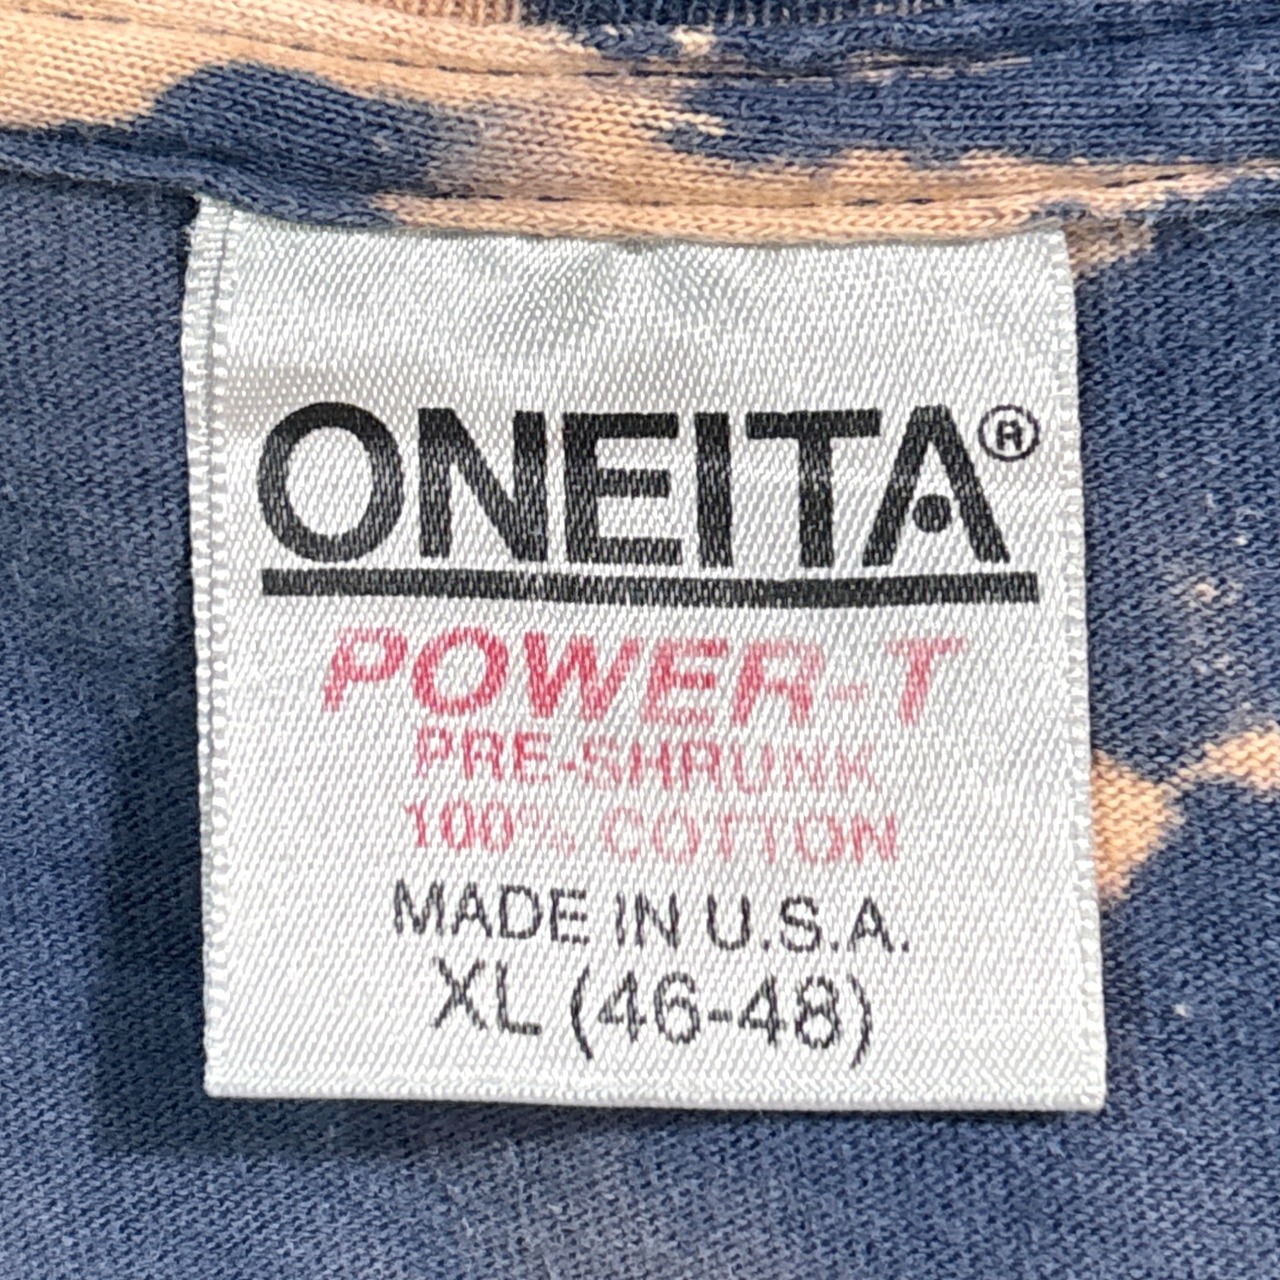 ONEITA®
POWER-T
PRE-SHRUNK
100% COTTON
MADE IN U.S.A.
XL (46-48)